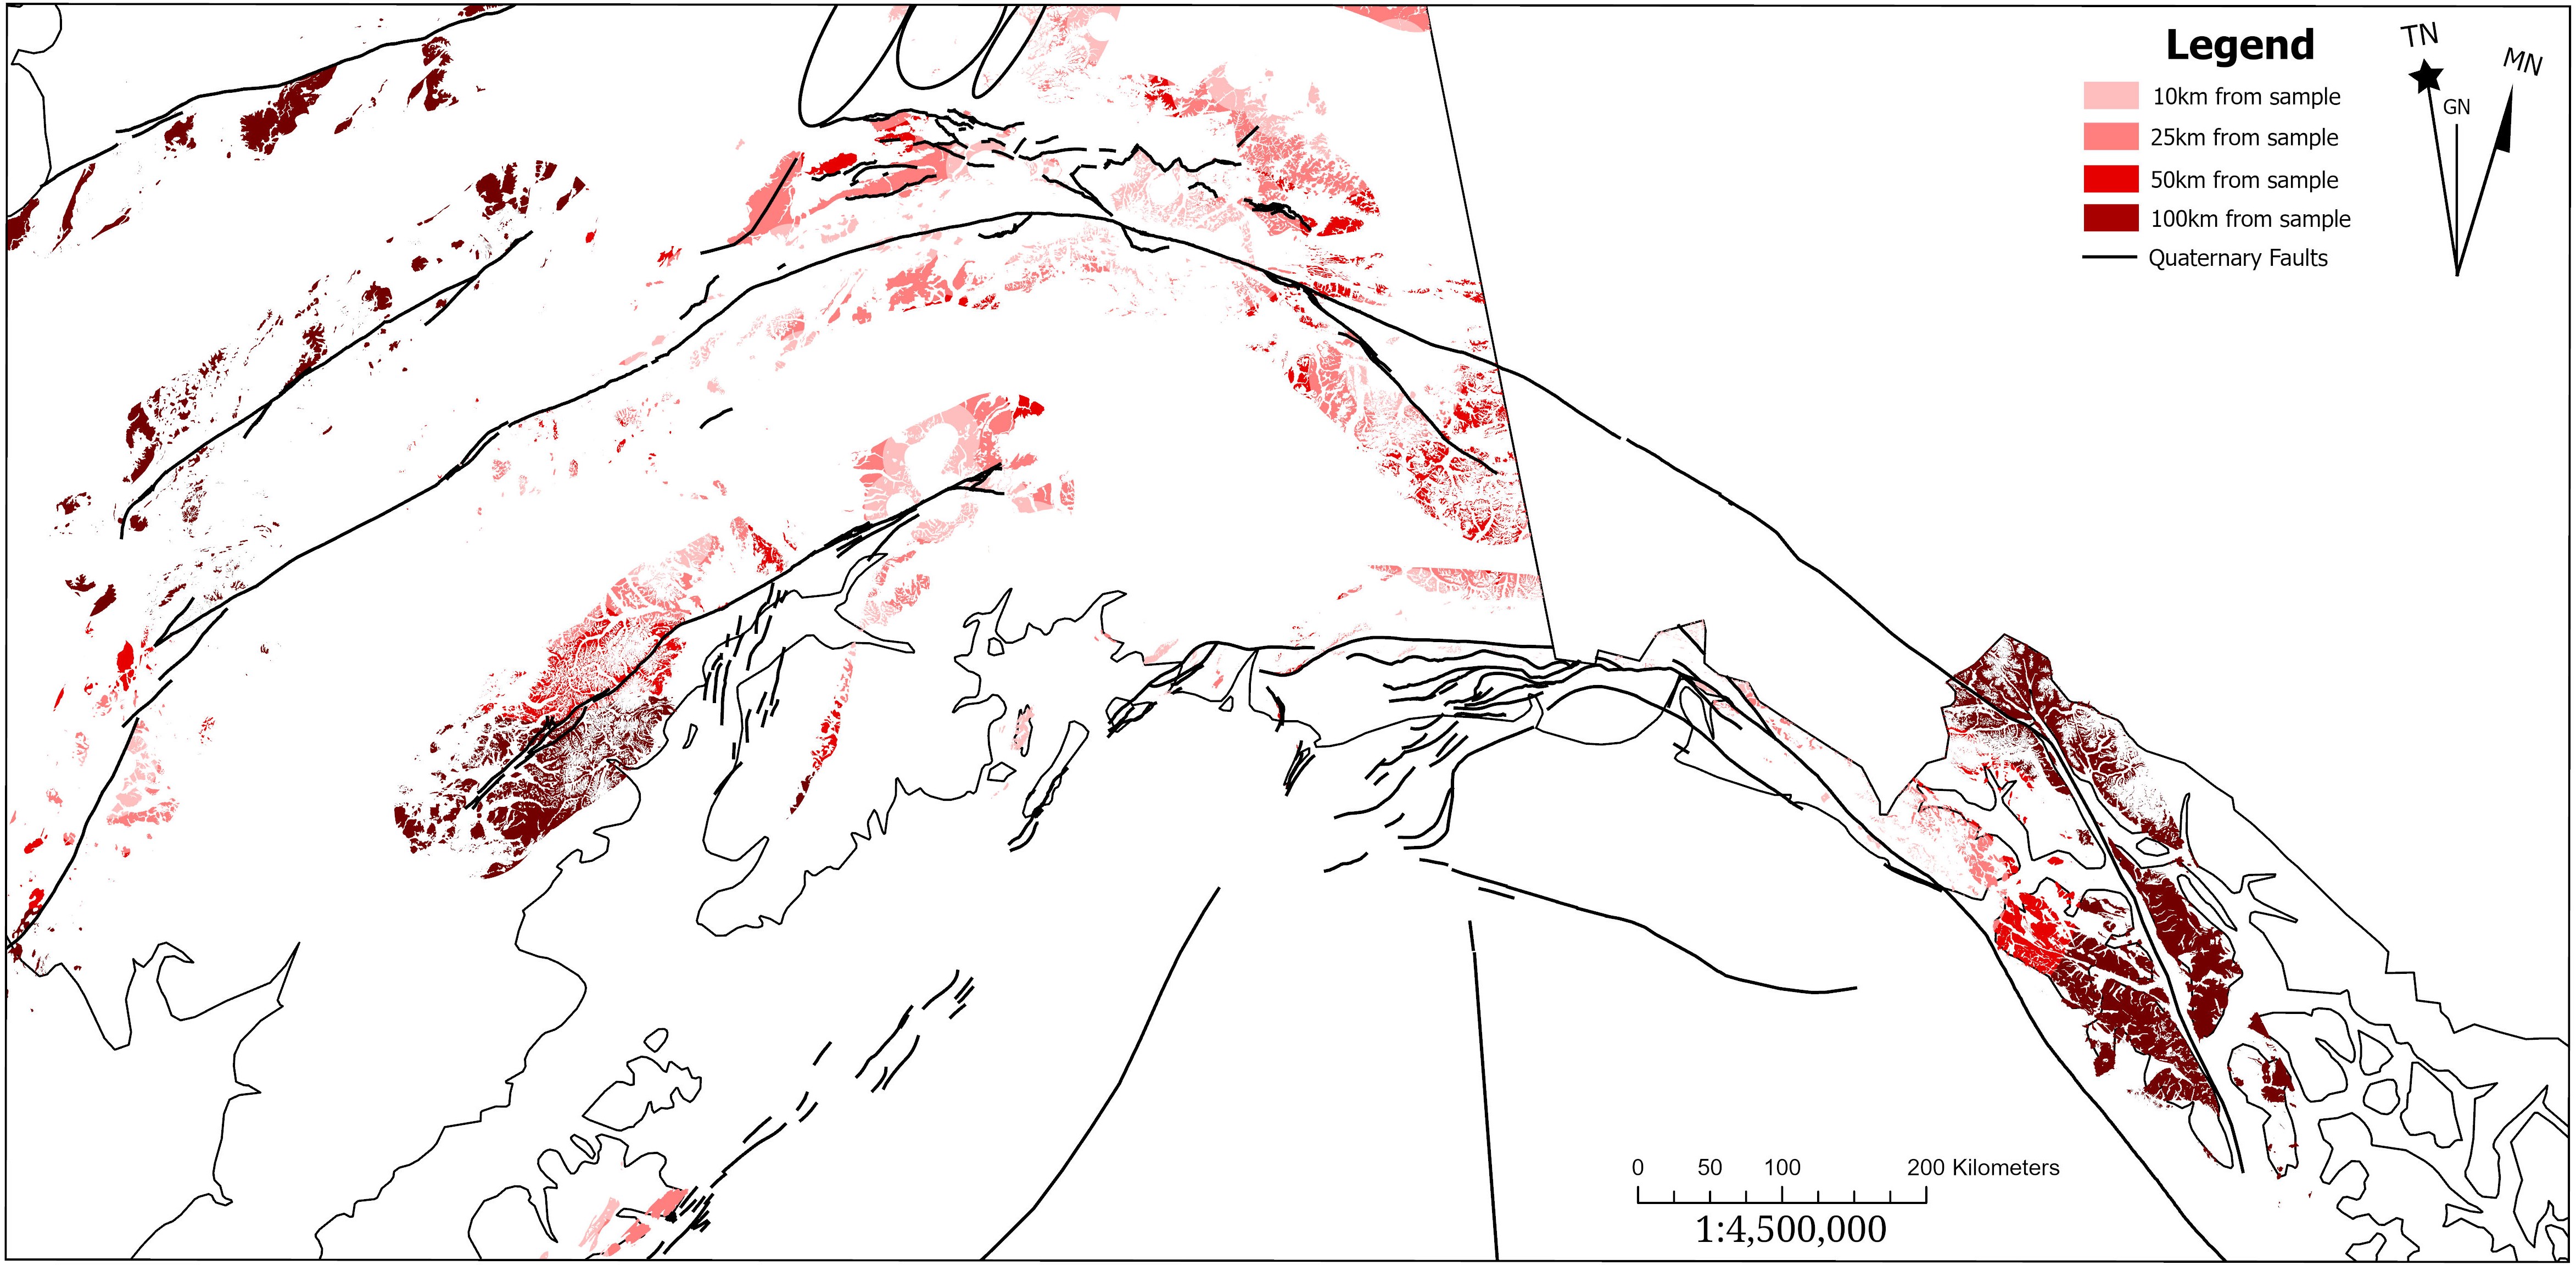 Legend
10km from sample
25km from sample
50km from sample
100km from sample
Quaternary Faults
TN
MN
GN
0 50 100 200 Kilometers
1:4,500,000